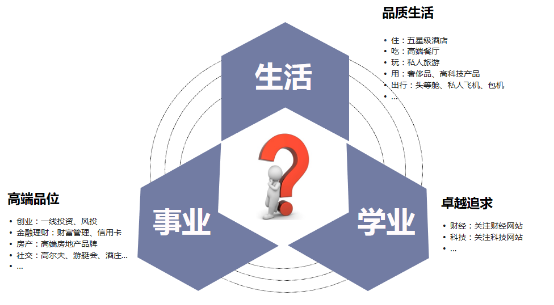 品质生活
• 住：五星级酒店
• 吃：高端餐厅
• 玩：私人旅游
• 用：奢侈品、高科技产品
• 出行：头等舱、私人飞机、包机
• ...
生活
?
事业
学业
高端品位
• 创业：一线投资、风投
• 金融理财：财富管理、信用卡
• 房产：高端房地产品牌
• 社交：高尔夫、游艇会、酒庄...
• ...
卓越追求
• 财经：关注财经网站
• 科技：关注科技网站
• ...